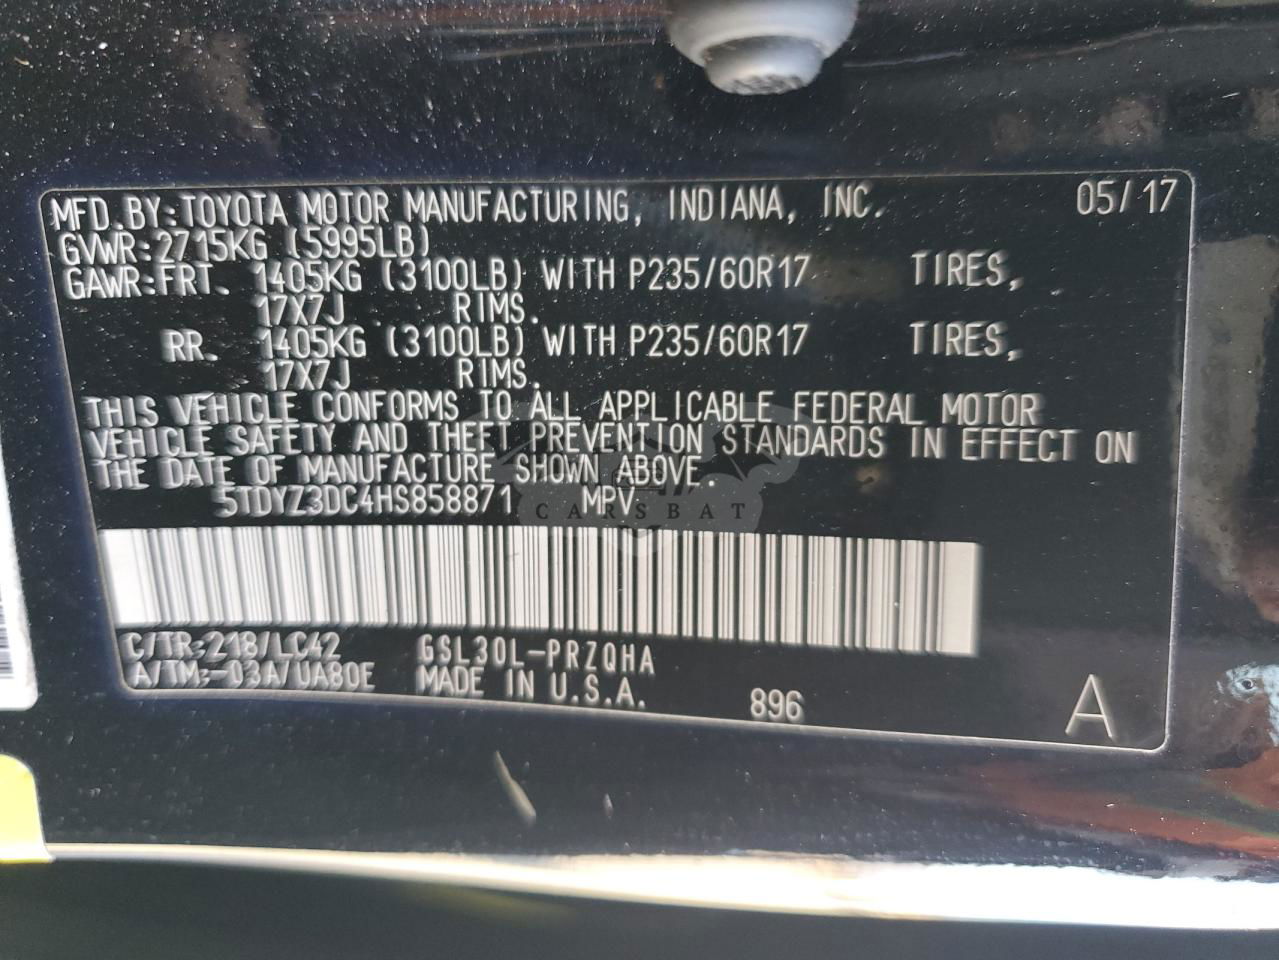 MFD.BY:TOYOTA MOTOR MANUFACTURING, INDIANA, INC. 05/17
GVWR:2715KG (5995LB)
GAWR:FRT. 1405KG (3100LB) WITH P235/60R17 TIRES,
17X7J RIMS.
RR. 1405KG (3100LB) WITH P235/60R17 TIRES,
17X7J RIMS.
THIS VEHICLE CONFORMS TO ALL APPLICABLE FEDERAL MOTOR
VEHICLE SAFETY AND THEFT PREVENTION STANDARDS IN EFFECT ON
THE DATE OF MANUFACTURE SHOWN ABOVE.
5TDYZ3DC4HS858871 MPV
CARSBAT
C/TR:218/LC42 GSL30L-PRZQHA
A/TM:-03A/UA80E MADE IN U.S.A. 896 A